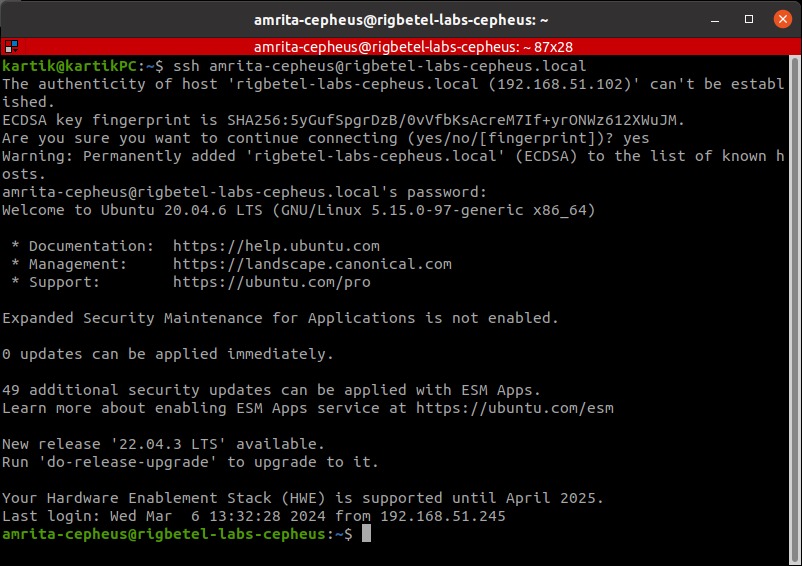 amrita-cepheus@rigbetel-labs-cepheus: ~
amrita-cepheus@rigbetel-labs-cepheus: ~ 87x28
kartik@kartikPC:~$ ssh amrita-cepheus@rigbetel-labs-cepheus.local
The authenticity of host 'rigbetel-labs-cepheus.local (192.168.51.102)' can't be establ
ished.
ECDSA key fingerprint is SHA256:5yGufSpgrDzB/0vVfbKsAcreM7If+yrONWz612XWuJM.
Are you sure you want to continue connecting (yes/no/[fingerprint])? yes
Warning: Permanently added 'rigbetel-labs-cepheus.local' (ECDSA) to the list of known h
osts.
amrita-cepheus@rigbetel-labs-cepheus.local's password:
Welcome to Ubuntu 20.04.6 LTS (GNU/Linux 5.15.0-97-generic x86_64)
* Documentation:  https://help.ubuntu.com
* Management:     https://landscape.canonical.com
* Support:        https://ubuntu.com/pro
Expanded Security Maintenance for Applications is not enabled.
0 updates can be applied immediately.
49 additional security updates can be applied with ESM Apps.
Learn more about enabling ESM Apps service at https://ubuntu.com/esm
New release '22.04.3 LTS' available.
Run 'do-release-upgrade' to upgrade to it.
Your Hardware Enablement Stack (HWE) is supported until April 2025.
Last login: Wed Mar  6 13:32:28 2024 from 192.168.51.245
amrita-cepheus@rigbetel-labs-cepheus:~$